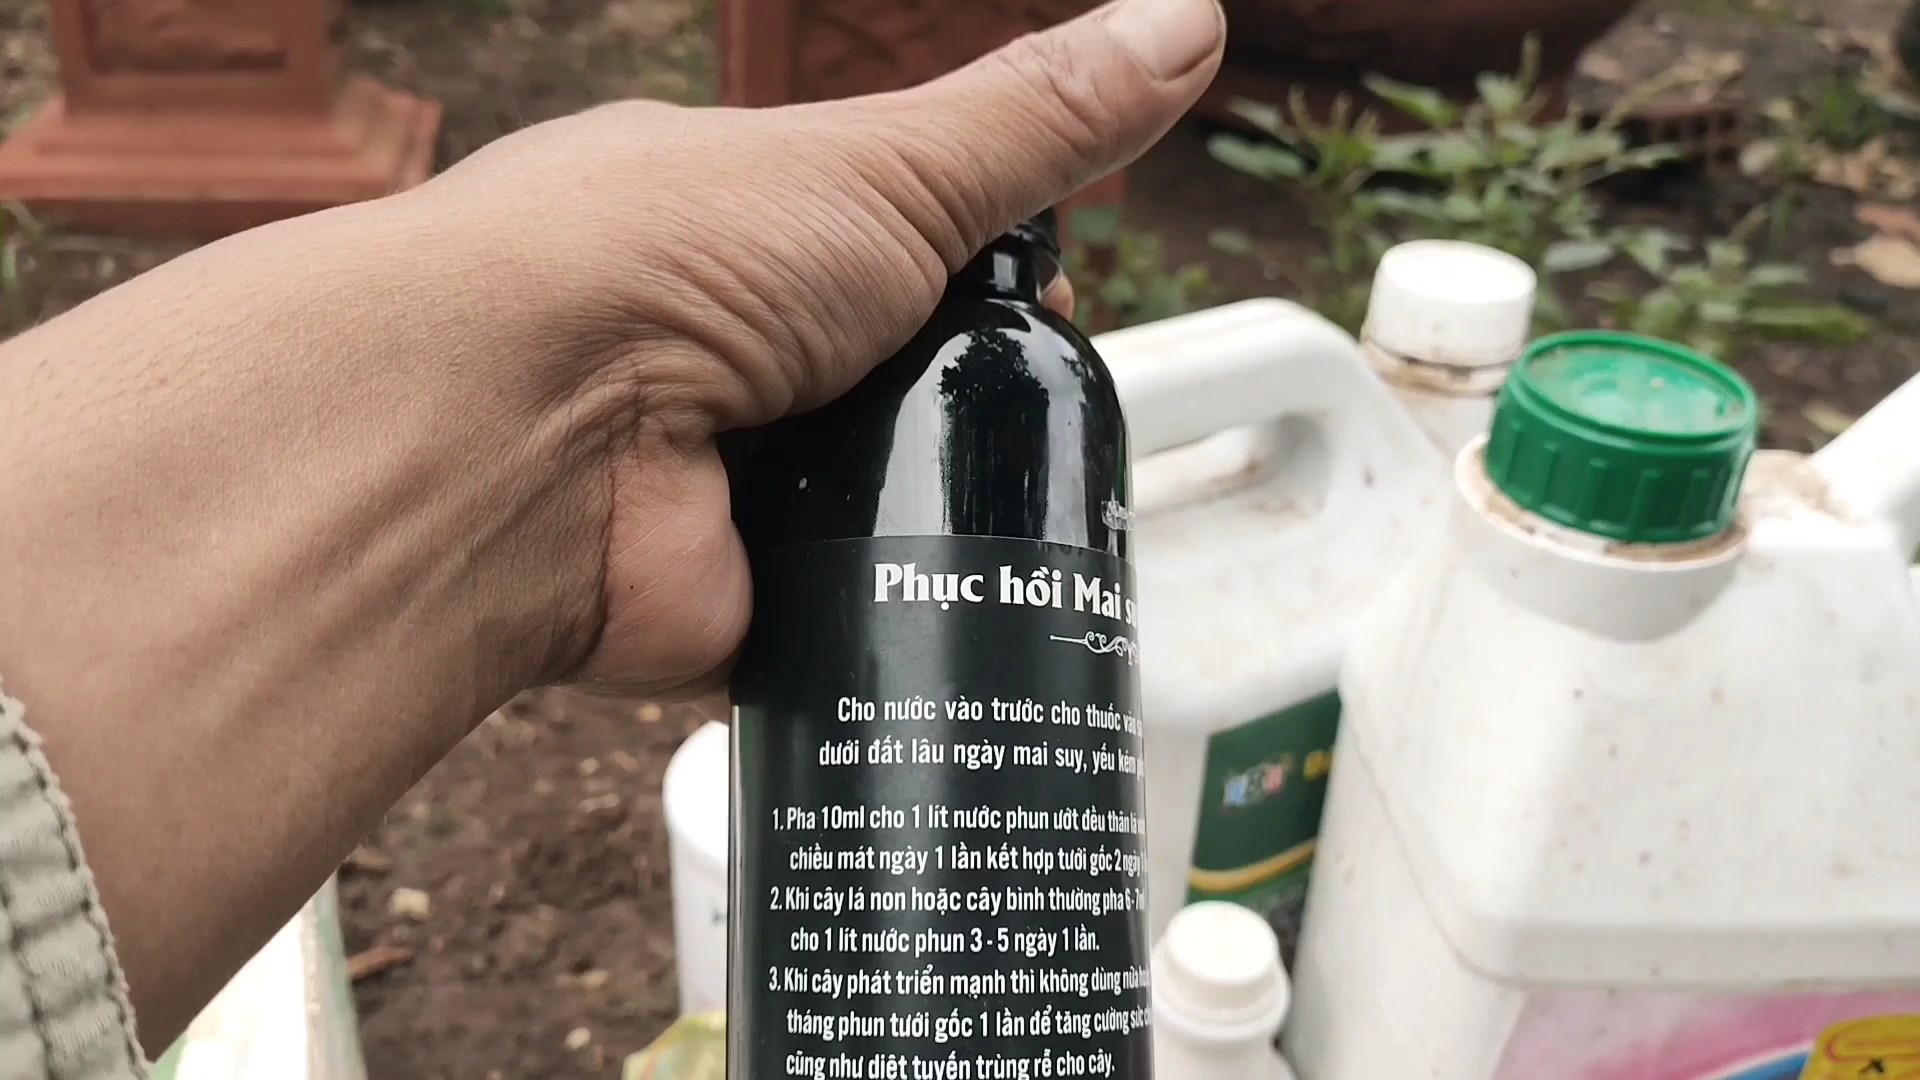 Phục hồi Mai
Cho nước vào trước cho thuốc
dưới đất lâu ngày mai suy, yếu kém
1. Pha 10ml cho 1 lít nước phun ướt đều thân lá
chiều mát ngày 1 lần kết hợp tưới gốc 2 ngày
2. Khi cây lá non hoặc cây bình thường pha 6 - 7ml
cho 1 lít nước phun 3 - 5 ngày 1 lần.
3. Khi cây phát triển mạnh thì không dùng nữa
tháng phun tưới gốc 1 lần để tăng cường sức
cũng như diệt tuyến trùng rễ cho cây.